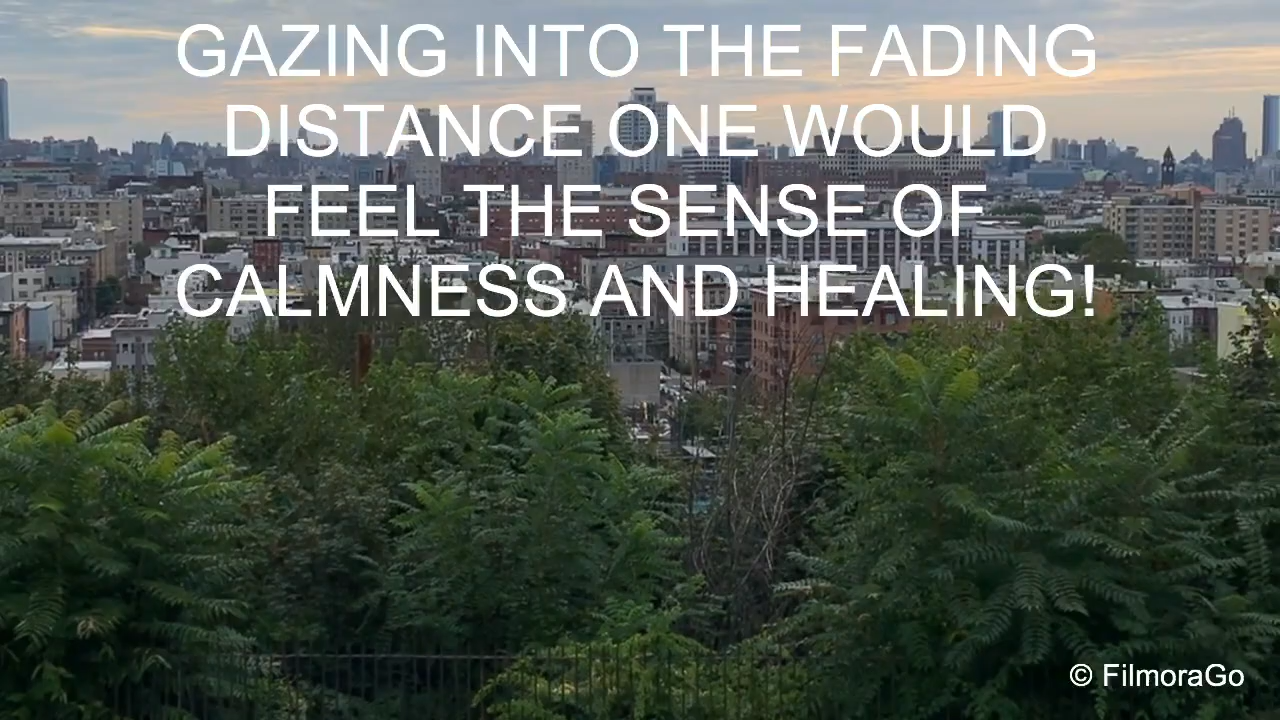 GAZING INTO THE FADING
DISTANCE ONE WOULD
FEEL THE SENSE OF
CALMNESS AND HEALING!
© FilmoraGo